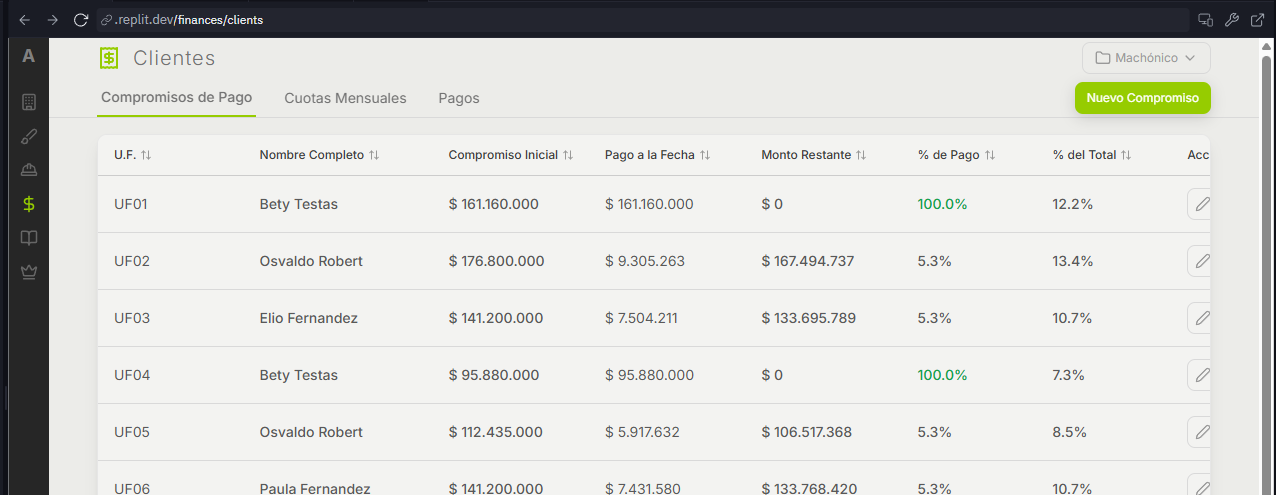 .replit.dev/finances/clients
A
Clientes
Machónico
Compromisos de Pago Cuotas Mensuales Pagos
Nuevo Compromiso
U.F. Nombre Completo Compromiso Inicial Pago a la Fecha Monto Restante % de Pago % del Total Acc
UF01 Bety Testas $ 161.160.000 $ 161.160.000 $ 0 100.0% 12.2%
UF02 Osvaldo Robert $ 176.800.000 $ 9.305.263 $ 167.494.737 5.3% 13.4%
UF03 Elio Fernandez $ 141.200.000 $ 7.504.211 $ 133.695.789 5.3% 10.7%
UF04 Bety Testas $ 95.880.000 $ 95.880.000 $ 0 100.0% 7.3%
UF05 Osvaldo Robert $ 112.435.000 $ 5.917.632 $ 106.517.368 5.3% 8.5%
UF06 Paula Fernandez $ 141.200.000 $ 7.431.580 $ 133.768.420 5.3% 10.7%